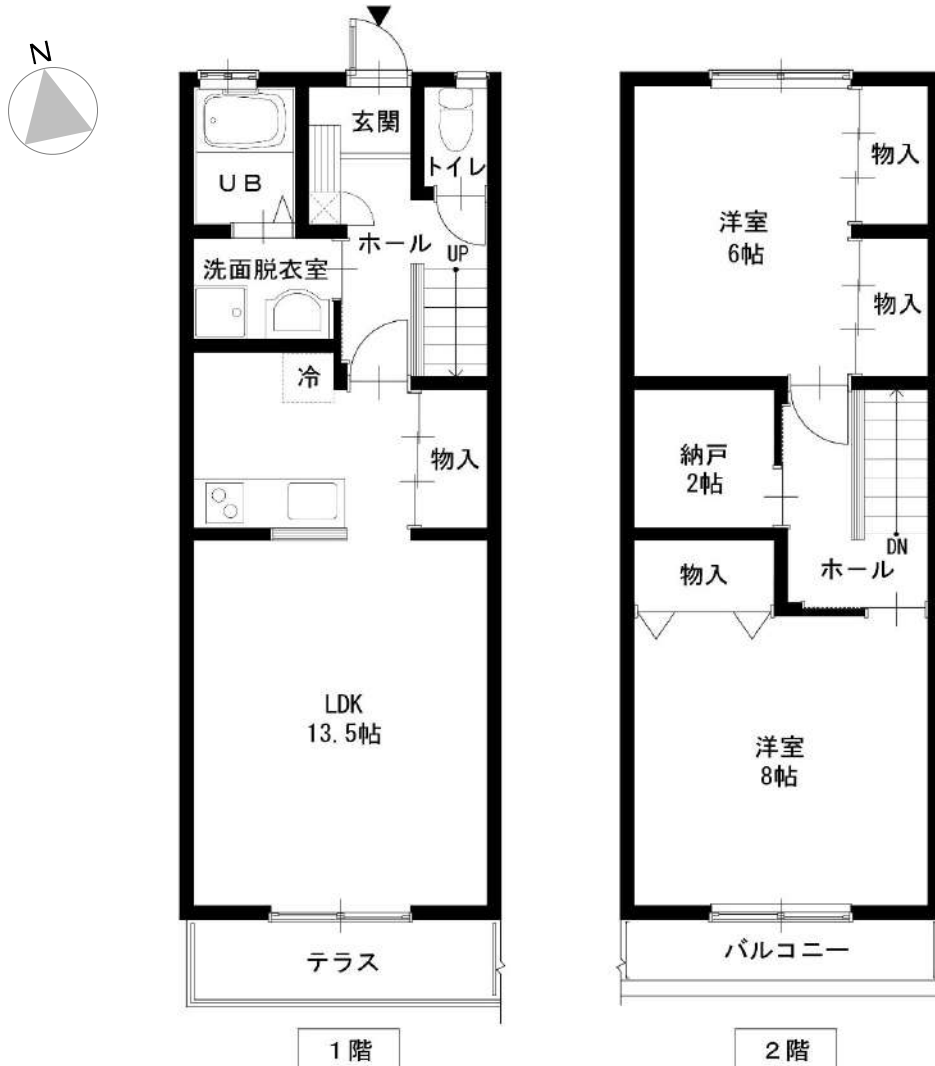 N
玄関
トイレ
UB
ホール
UP
洗面脱衣室
冷
物入
LDK
13.5帖
テラス
1階
物入
洋室
6帖
物入
納戸
2帖
DN
ホール
物入
洋室
8帖
バルコニー
2階